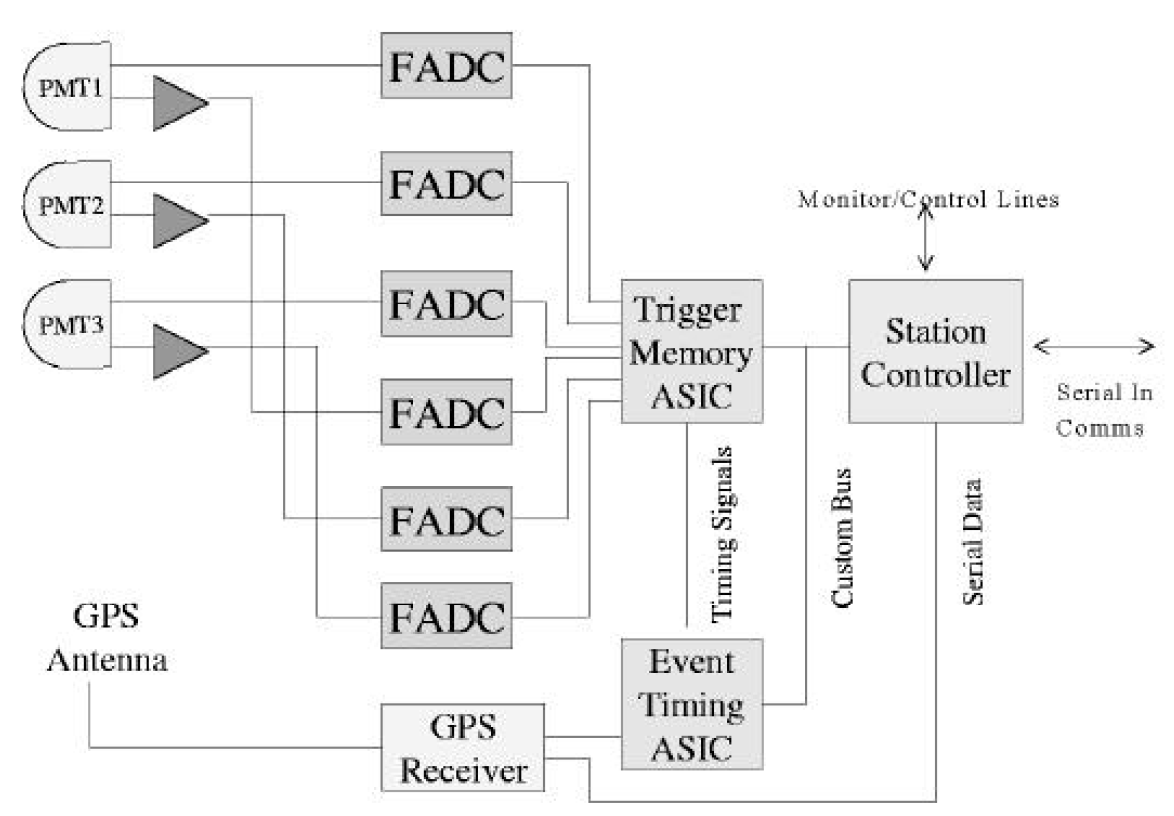 PMT1
FADC
PMT2
FADC
Monitor/Control Lines
PMT3
FADC
Trigger
Memory
ASIC
Station
Controller
Serial In
Comms
FADC
Timing Signals
Custom Bus
Serial Data
FADC
FADC
GPS
Antenna
Event
Timing
ASIC
GPS
Receiver